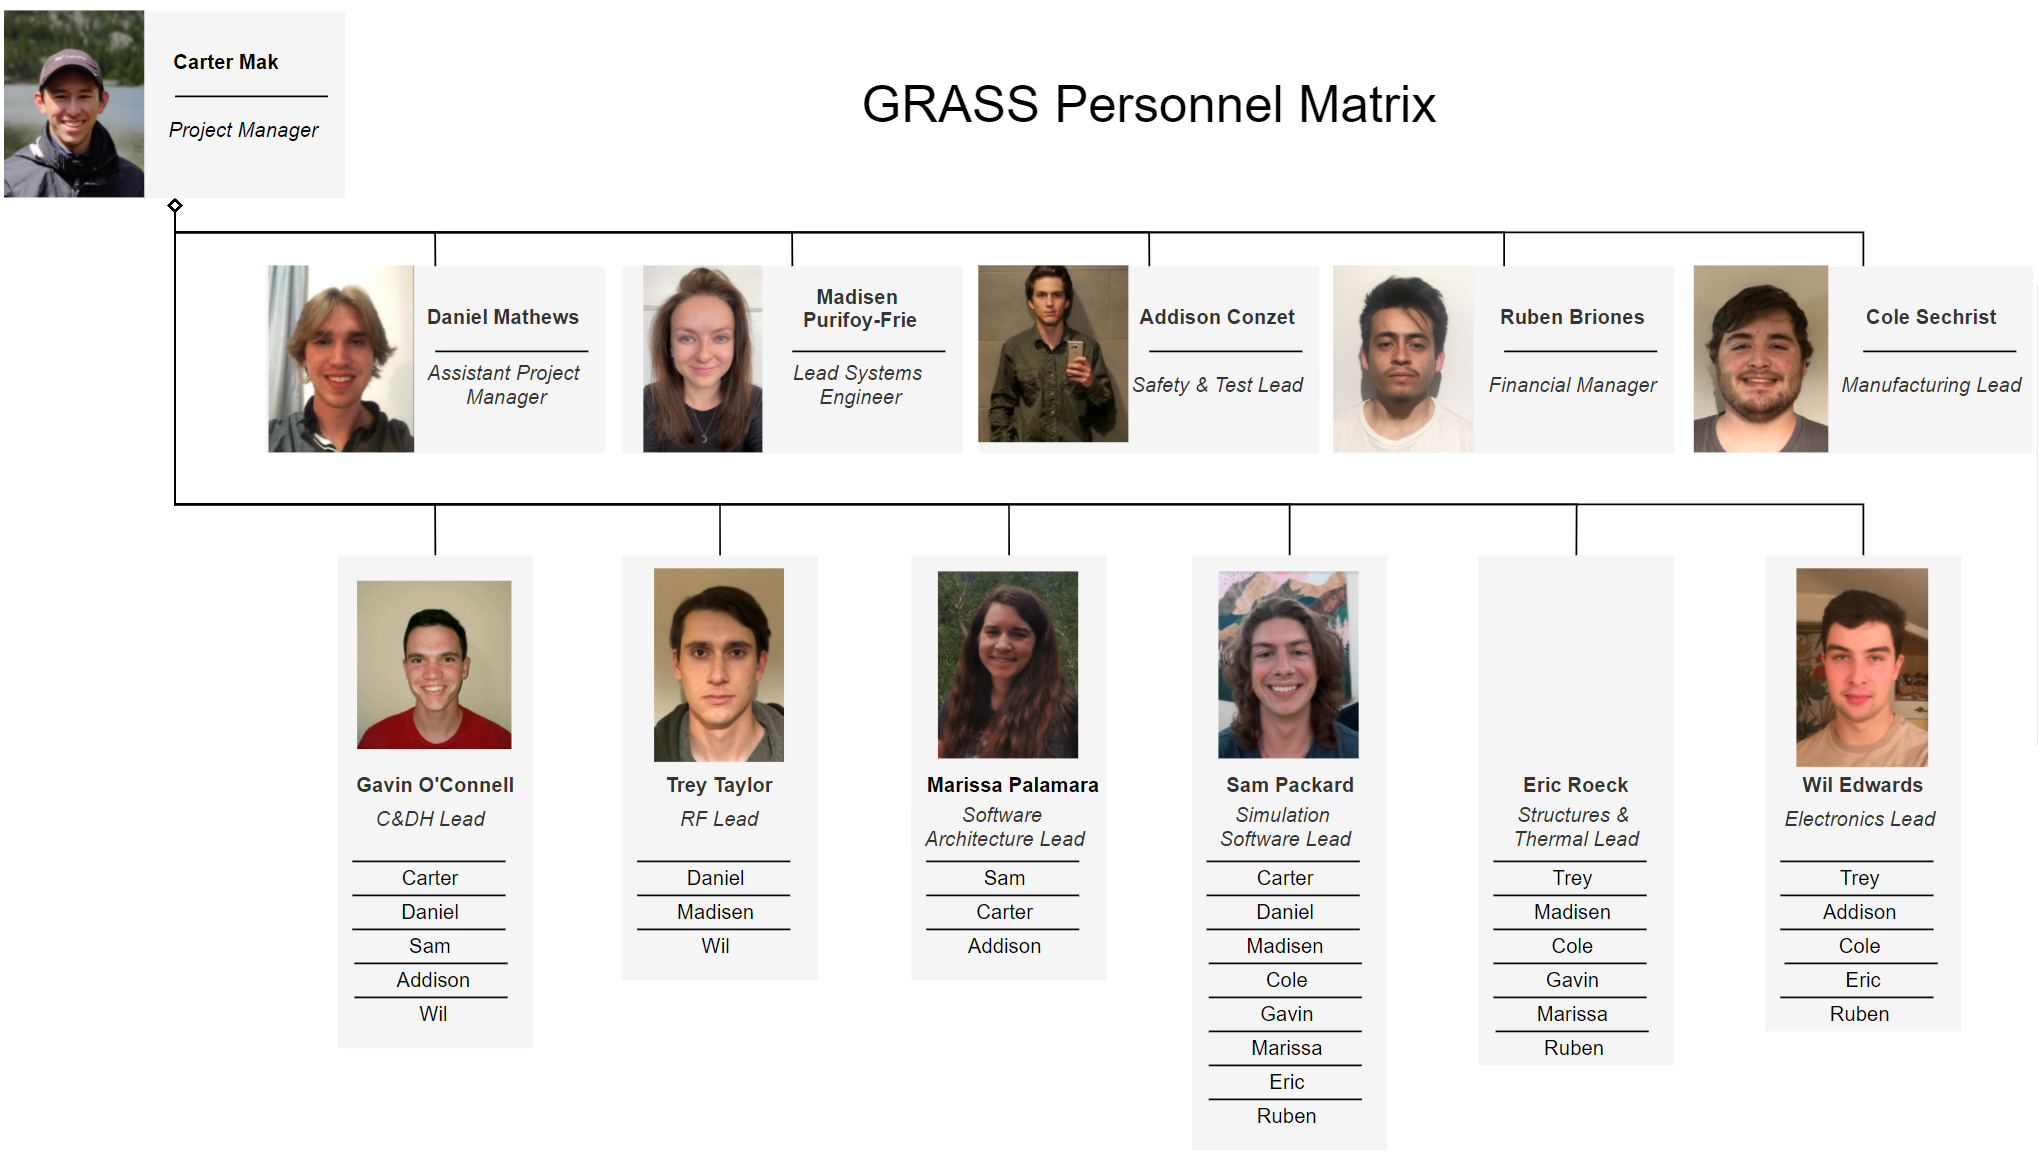 Carter Mak
Project Manager
GRASS Personnel Matrix
Daniel Mathews
Assistant Project
Manager
Madisen
Purifoy-Frie
Lead Systems
Engineer
Addison Conzet
Safety & Test Lead
Ruben Briones
Financial Manager
Cole Sechrist
Manufacturing Lead
Gavin O'Connell
C&DH Lead
Carter
Daniel
Sam
Addison
Wil
Trey Taylor
RF Lead
Daniel
Madisen
Wil
Marissa Palamara
Software
Architecture Lead
Sam
Carter
Addison
Sam Packard
Simulation
Software Lead
Carter
Daniel
Madisen
Cole
Gavin
Marissa
Eric
Ruben
Eric Roeck
Structures &
Thermal Lead
Trey
Madisen
Cole
Gavin
Marissa
Ruben
Wil Edwards
Electronics Lead
Trey
Addison
Cole
Eric
Ruben